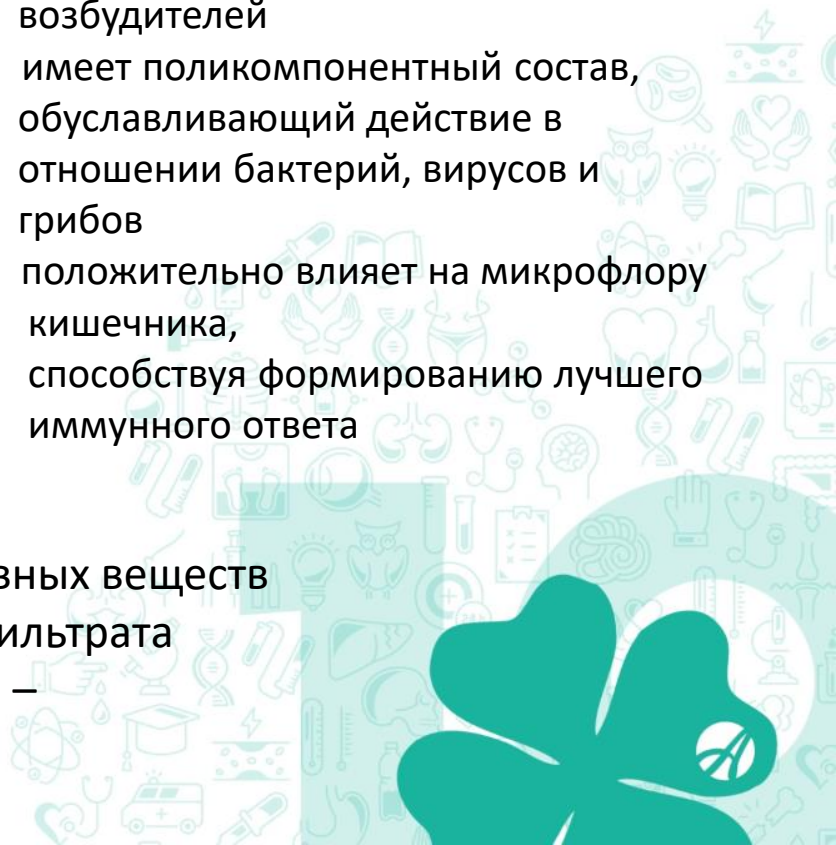 возбудителей
имеет поликомпонентный состав,
обуславливающий действие в
отношении бактерий, вирусов и
грибов
положительно влияет на микрофлору
кишечника,
способствуя формированию лучшего
иммунного ответа
вных веществ
ильтрата
–
10